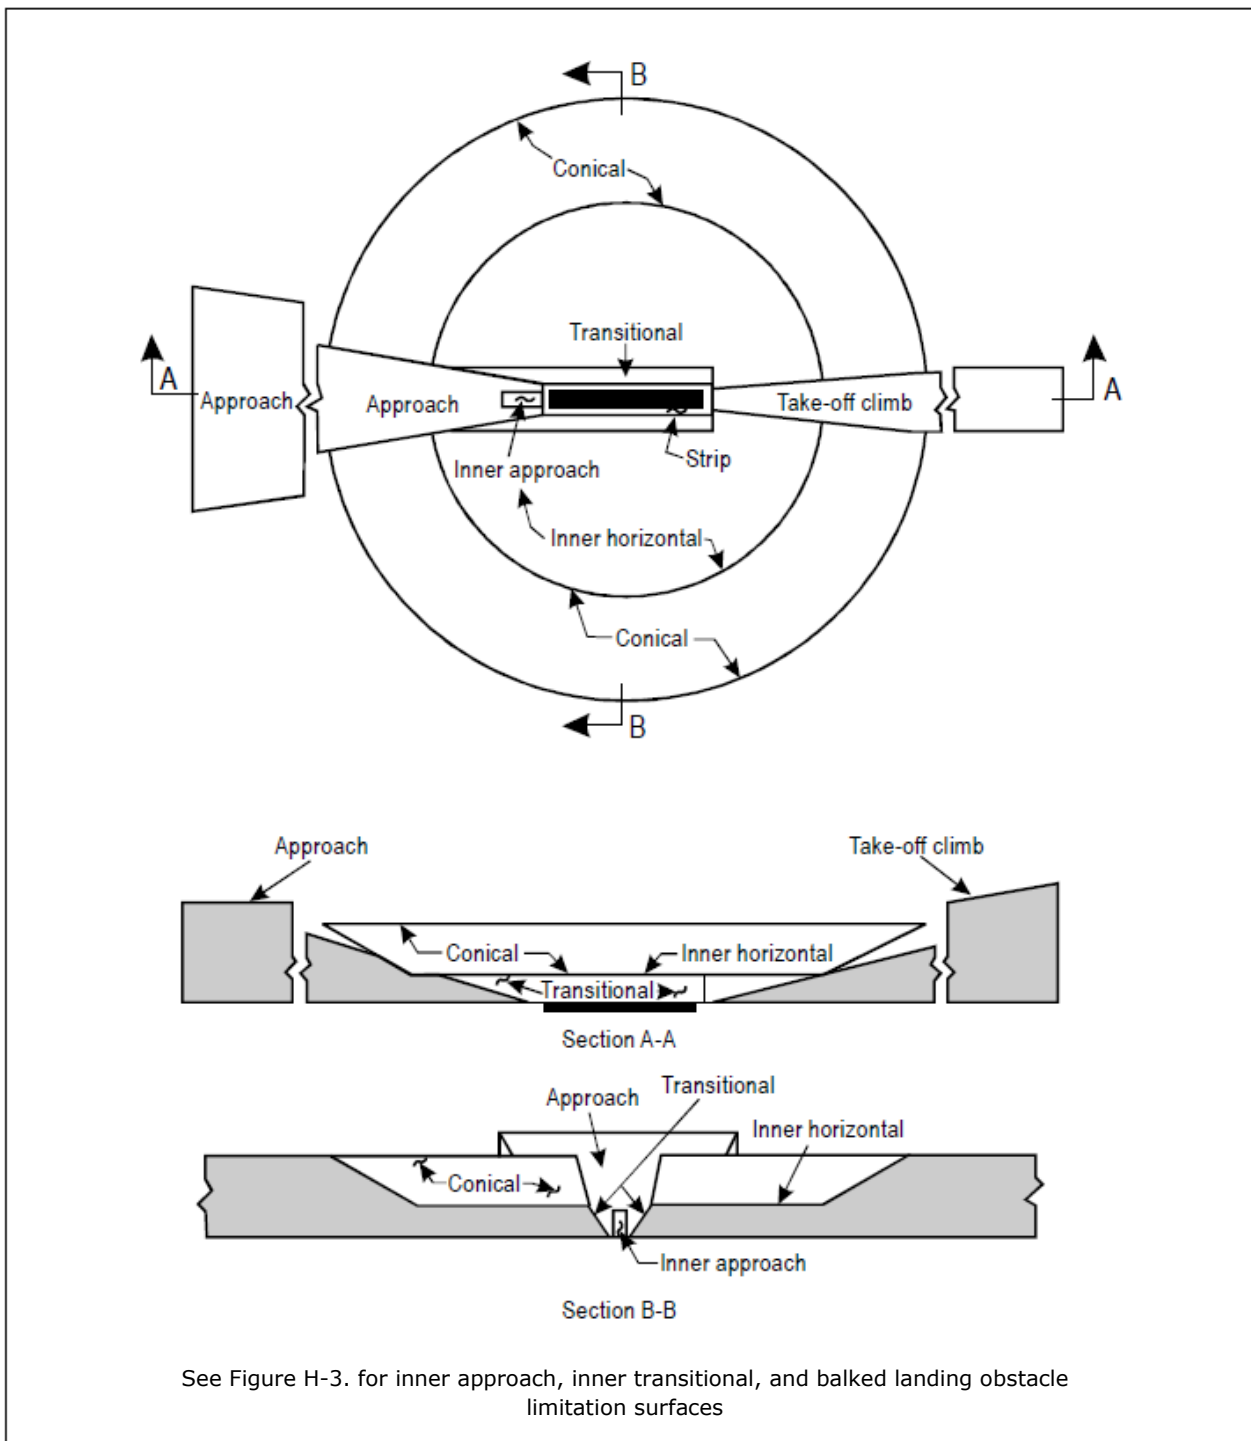 B
Conical
Transitional
A
A
Approach
Approach
Take-off climb
Strip
Inner approach
Inner horizontal
Conical
B
Approach
Take-off climb
Conical
Inner horizontal
Transitional
Section A-A
Transitional
Approach
Inner horizontal
Conical
Inner approach
Section B-B
See Figure H-3. for inner approach, inner transitional, and balked landing obstacle
limitation surfaces